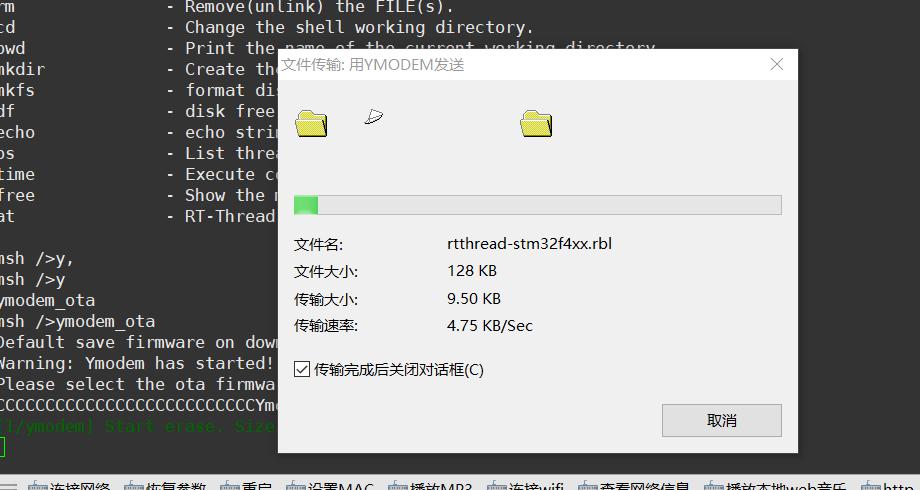 - Remove(unlink) the FILE(s).
cd - Change the shell working directory.
- Print the name of the current working directory
mkdir - Create the
mkfs - format dis
df - disk free
echo - echo strin
ps - List threa
time - Execute co
free - Show the m
- RT-Thread
文件传输: 用YMODEM发送
文件名: rtthread-stm32f4xx.rbl
文件大小: 128 KB
传输大小: 9.50 KB
传输速率: 4.75 KB/Sec
传输完成后关闭对话框(C)
取消
msh />y,
msh />y
ymodem_ota
msh />ymodem_ota
Default save firmware on down
Warning: Ymodem has started!
Please select the ota firmwa
CCCCCCCCCCCCCCCCCCCCCCCCCCYm
[I/ymodem] Start erase. Size
连接网络 恢复参数 重启 设置MAC 播放MP3 连接wifi 查看网络信息 播放本地web音乐 http